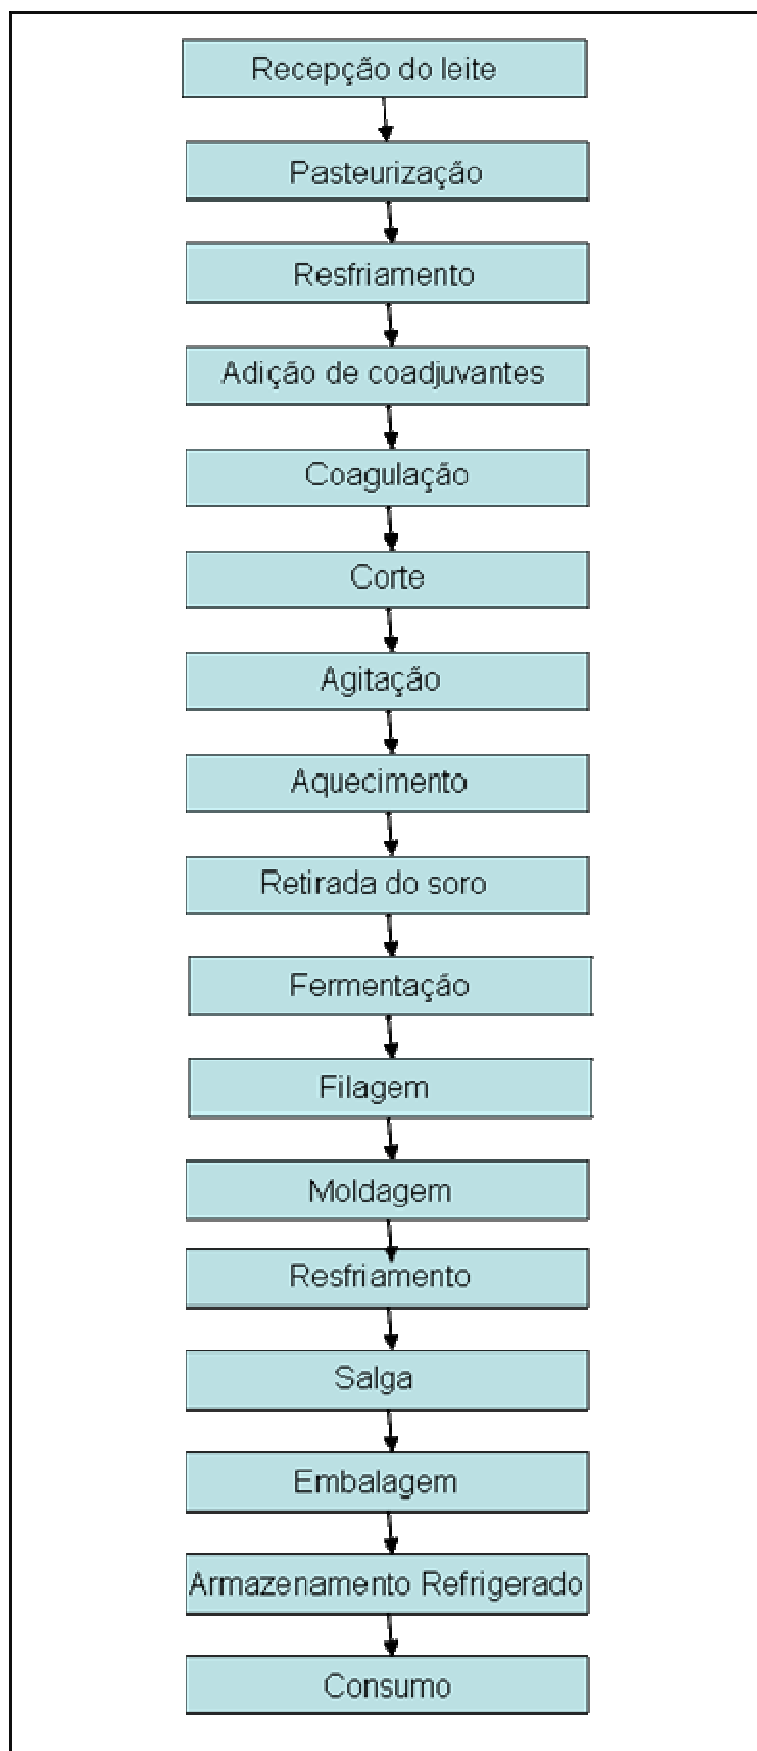 Recepção do leite
Pasteurização
Resfriamento
Adição de coadjuvantes
Coagulação
Corte
Agitação
Aquecimento
Retirada do soro
Fermentação
Filagem
Moldagem
Resfriamento
Salga
Embalagem
Armazenamento Refrigerado
Consumo